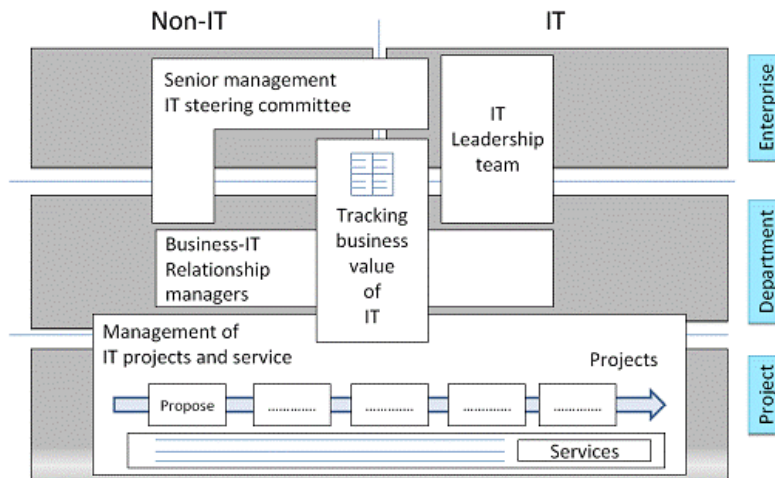 Non-IT
IT
Senior management
IT steering committee
IT
Leadership
team
Enterprise
Tracking
business
value
of
IT
Business-IT
Relationship
managers
Department
Management of
IT projects and service
Projects
Propose
.............
.............
.............
.............
Services
Project